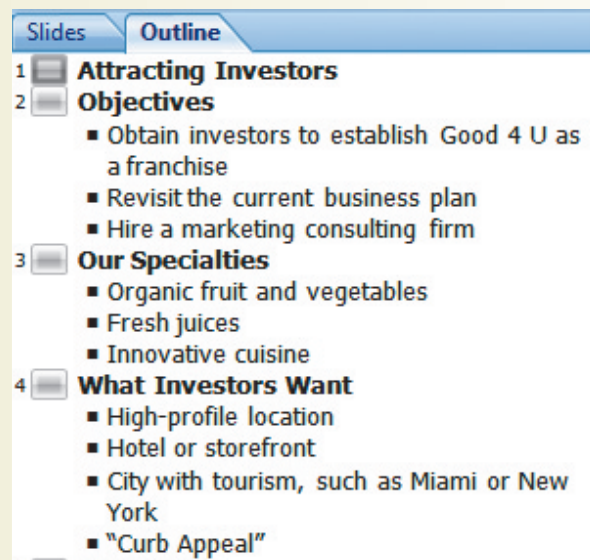 Slides Outline
1 Attracting Investors
2 Objectives
▪ Obtain investors to establish Good 4 U as
a franchise
▪ Revisit the current business plan
▪ Hire a marketing consulting firm
3 Our Specialties
▪ Organic fruit and vegetables
▪ Fresh juices
▪ Innovative cuisine
4 What Investors Want
▪ High-profile location
▪ Hotel or storefront
▪ City with tourism, such as Miami or New
York
▪ “Curb Appeal”